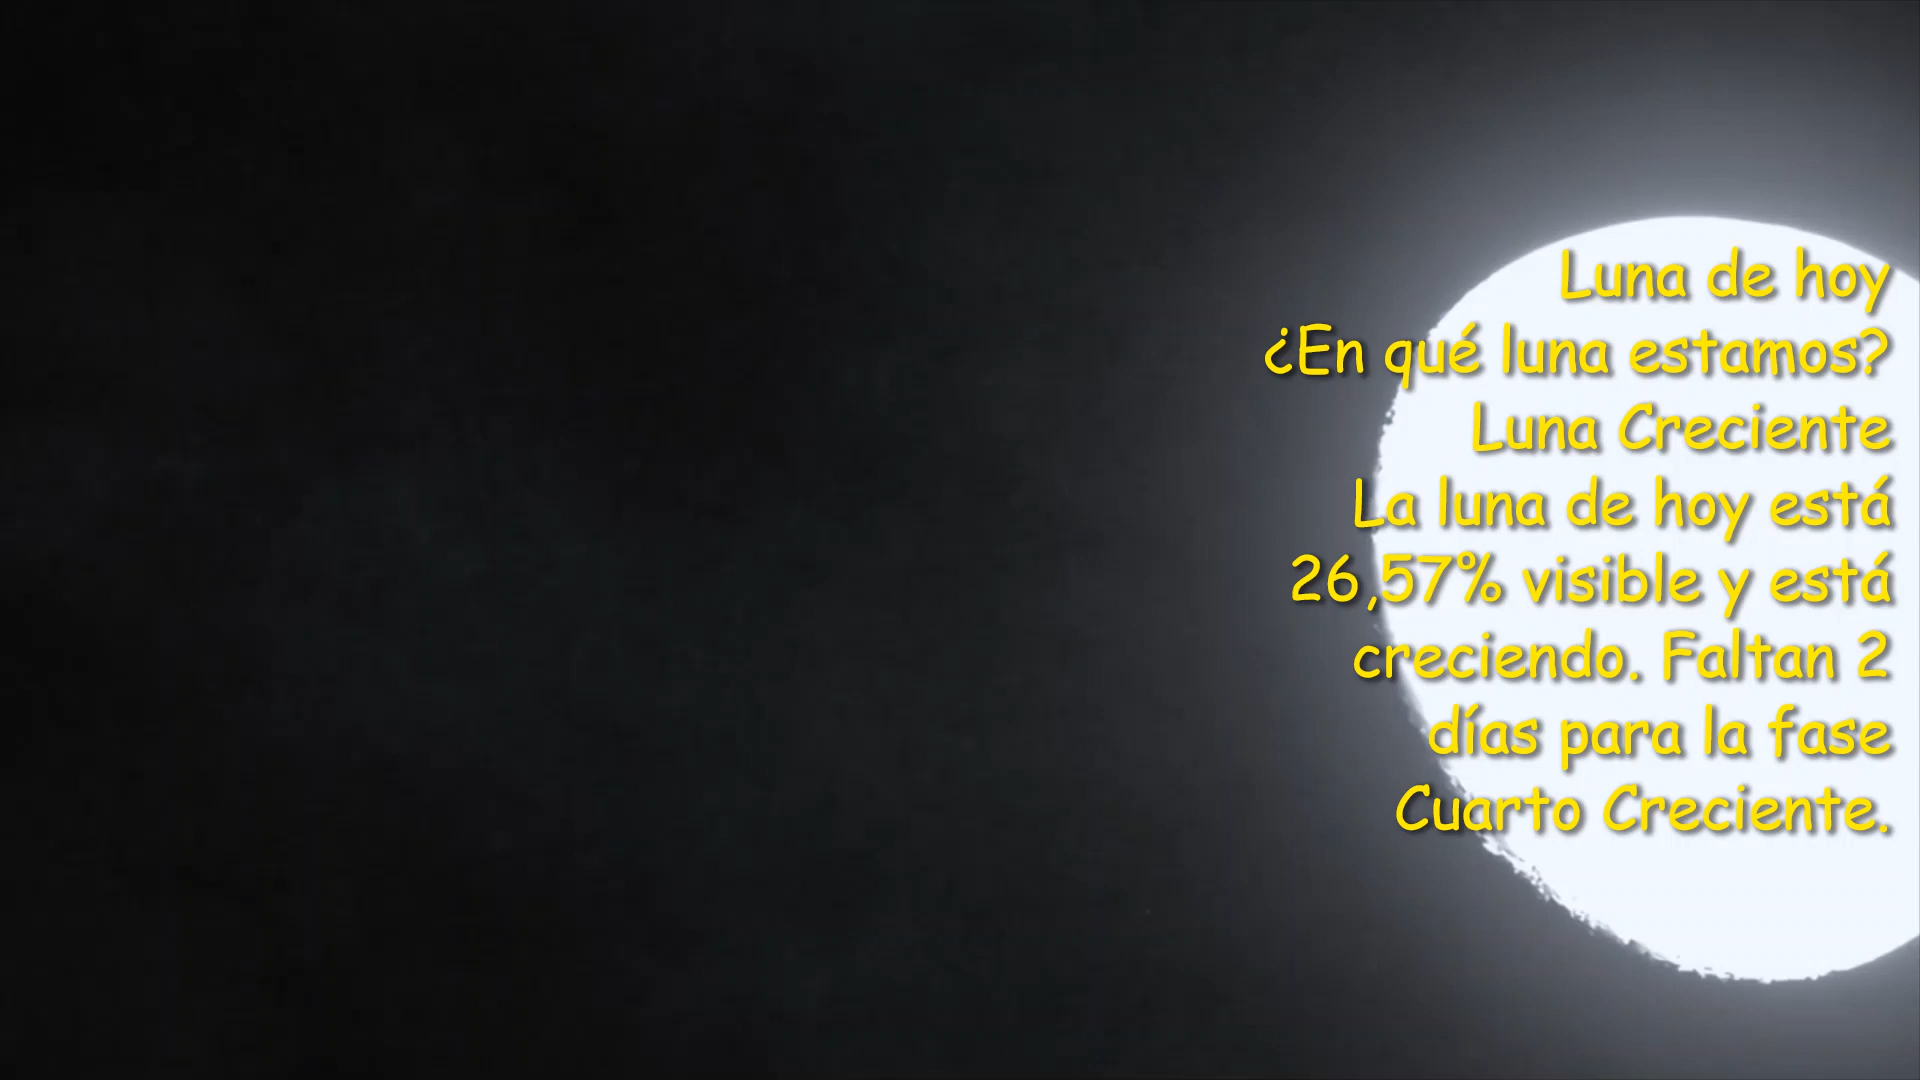 Luna de hoy
¿En qué luna estamos?
Luna Creciente
La luna de hoy está
26,57% visible y está
creciendo. Faltan 2
días para la fase
Cuarto Creciente.